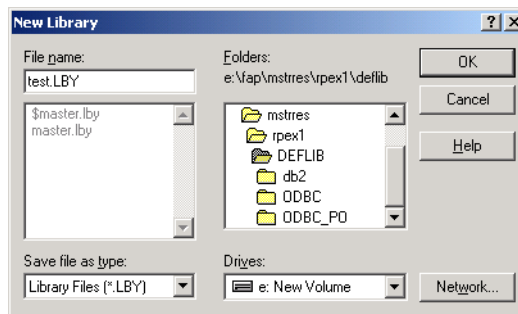 New Library
File name:
test.LBY
$master.lby
master.lby
Save file as type:
Library Files (*.LBY)
Folders:
e:\fap\mstrres\rpex1\deflib
mstrres
rpex1
DEFLIB
db2
ODBC
ODBC_PO
Drives:
e: New Volume
OK
Cancel
Help
Network...